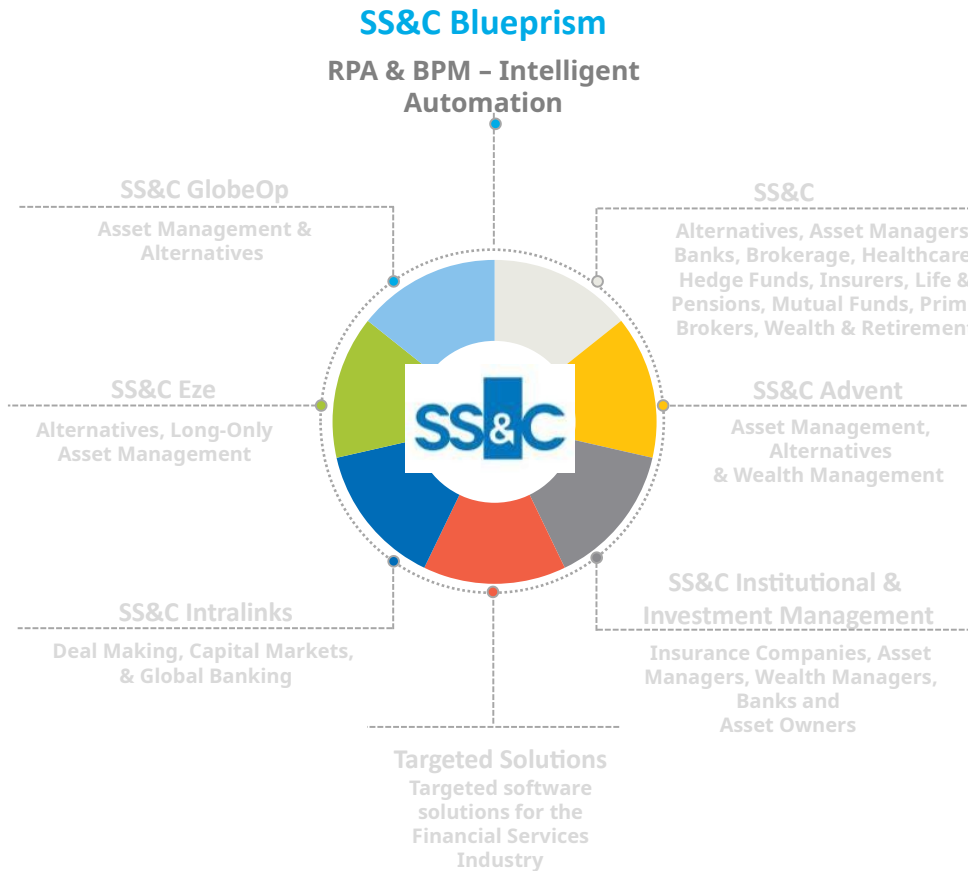 SS&C Blueprism
RPA & BPM – Intelligent
Automation
SS&C GlobeOp
Asset Management &
Alternatives
SS&C
Alternatives, Asset Managers
Banks, Brokerage, Healthcare
Hedge Funds, Insurers, Life &
Pensions, Mutual Funds, Prim
Brokers, Wealth & Retirement
SS&C Eze
Alternatives, Long-Only
Asset Management
SS&C
SS&C Advent
Asset Management,
Alternatives
& Wealth Management
SS&C Intralinks
Deal Making, Capital Markets,
& Global Banking
SS&C Institutional &
Investment Management
Insurance Companies, Asset
Managers, Wealth Managers,
Banks and
Asset Owners
Targeted Solutions
Targeted software
solutions for the
Financial Services
Industry